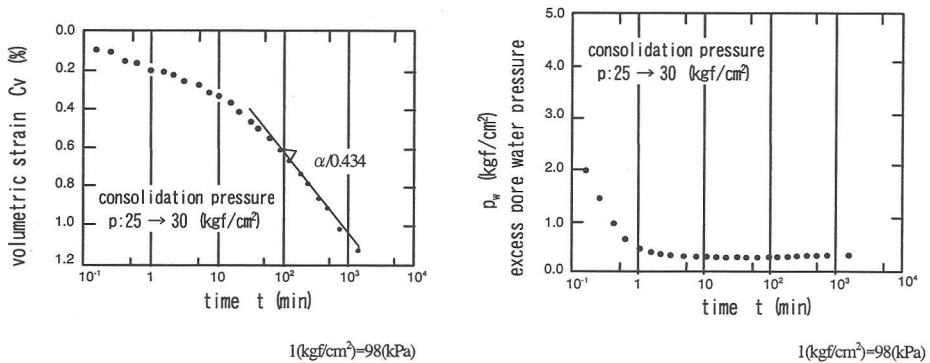 volumetric strain Cv (%)
0.0
0.2
0.4
0.6
0.8
1.0
1.2
α/0.434
consolidation pressure
p:25 → 30 (kgf/cm²)
10⁻¹ 1 10¹ 10² 10³ 10⁴
time t (min)
1(kgf/cm²)=98(kPa)
excess pore water pressure
p_w (kgf/cm²)
5.0
4.0
3.0
2.0
1.0
0.0
consolidation pressure
p:25 → 30 (kgf/cm²)
10⁻¹ 1 10 10² 10³ 10⁴
time t (min)
1(kgf/cm²)=98(kPa)